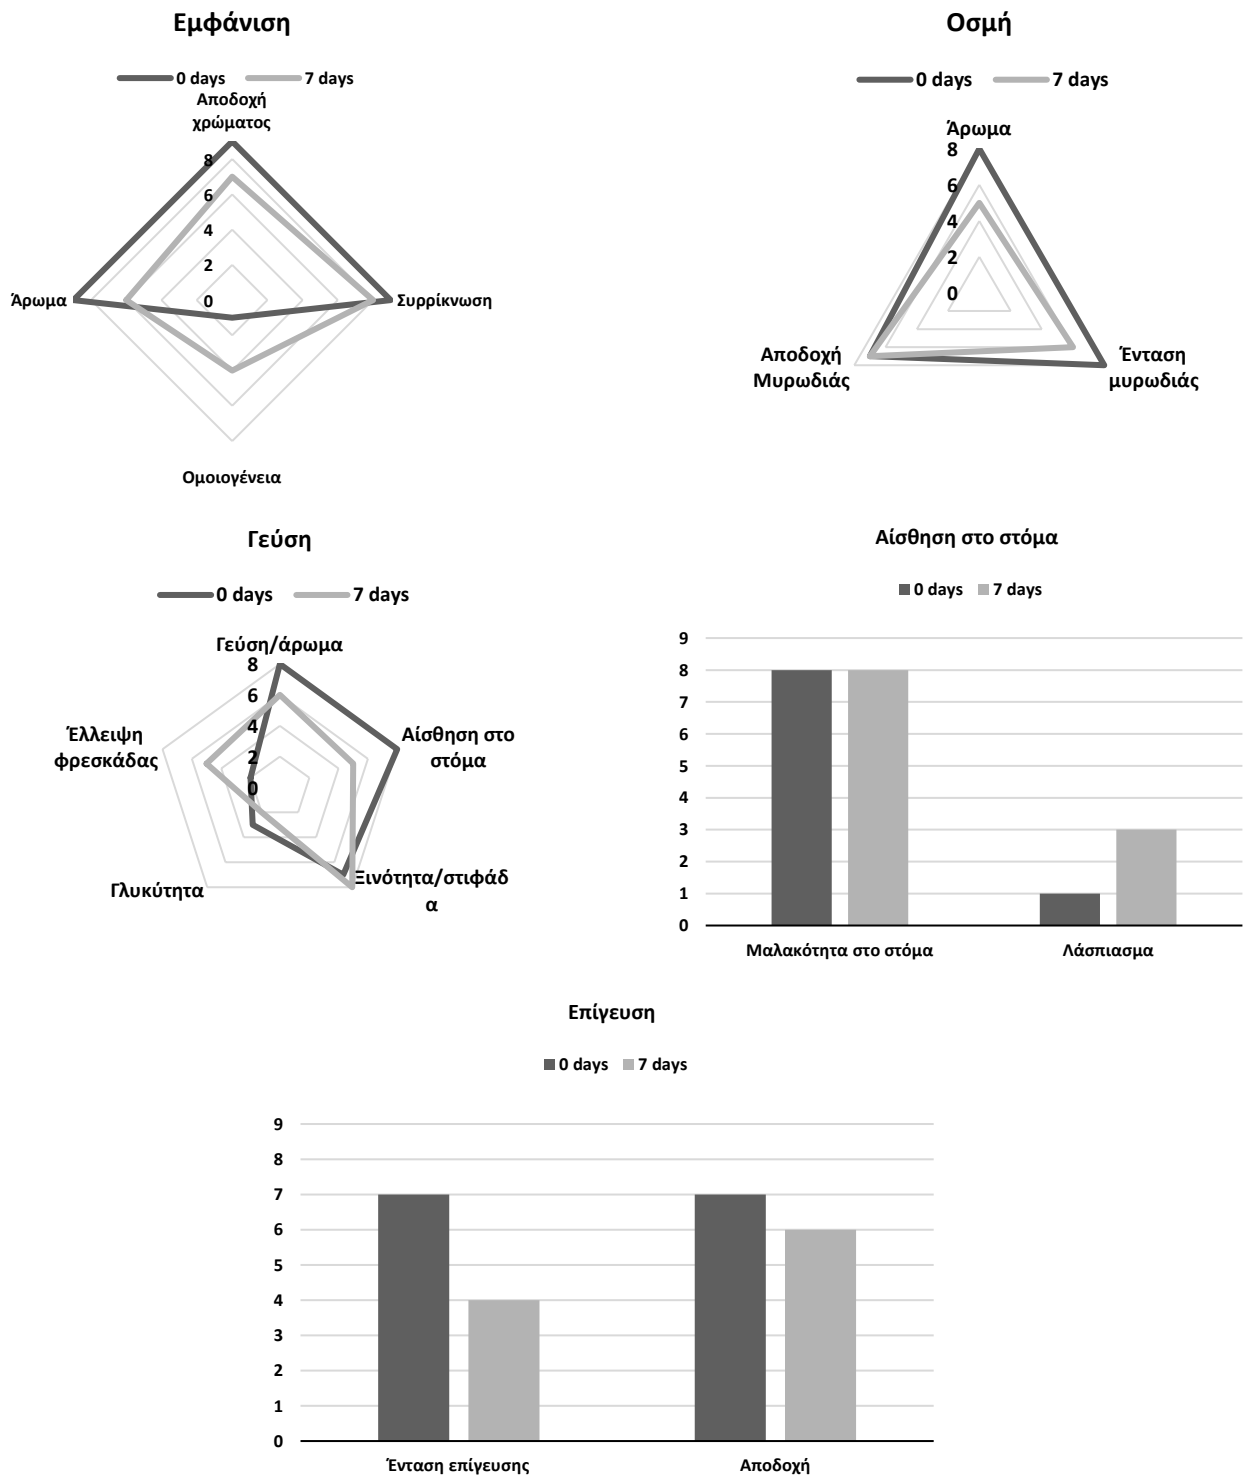 Εμφάνιση
0 days 7 days
Αποδοχή
χρώματος
8
6
4
2
0
Άρωμα
Συρρίκνωση
Ομοιογένεια
Οσμή
0 days 7 days
Άρωμα
8
6
4
2
0
Αποδοχή
Μυρωδιάς
Ένταση
μυρωδιάς
Γεύση
0 days 7 days
Γεύση/άρωμα
8
6
4
2
0
Έλλειψη
φρεσκάδας
Αίσθηση στο
στόμα
Γλυκύτητα
Ξινότητα/στιφάδ
α
Αίσθηση στο στόμα
0 days 7 days
9
8
7
6
5
4
3
2
1
0
Μαλακότητα στο στόμα Λάσπιασμα
Επίγευση
0 days 7 days
9
8
7
6
5
4
3
2
1
0
Ένταση επίγευσης Αποδοχή